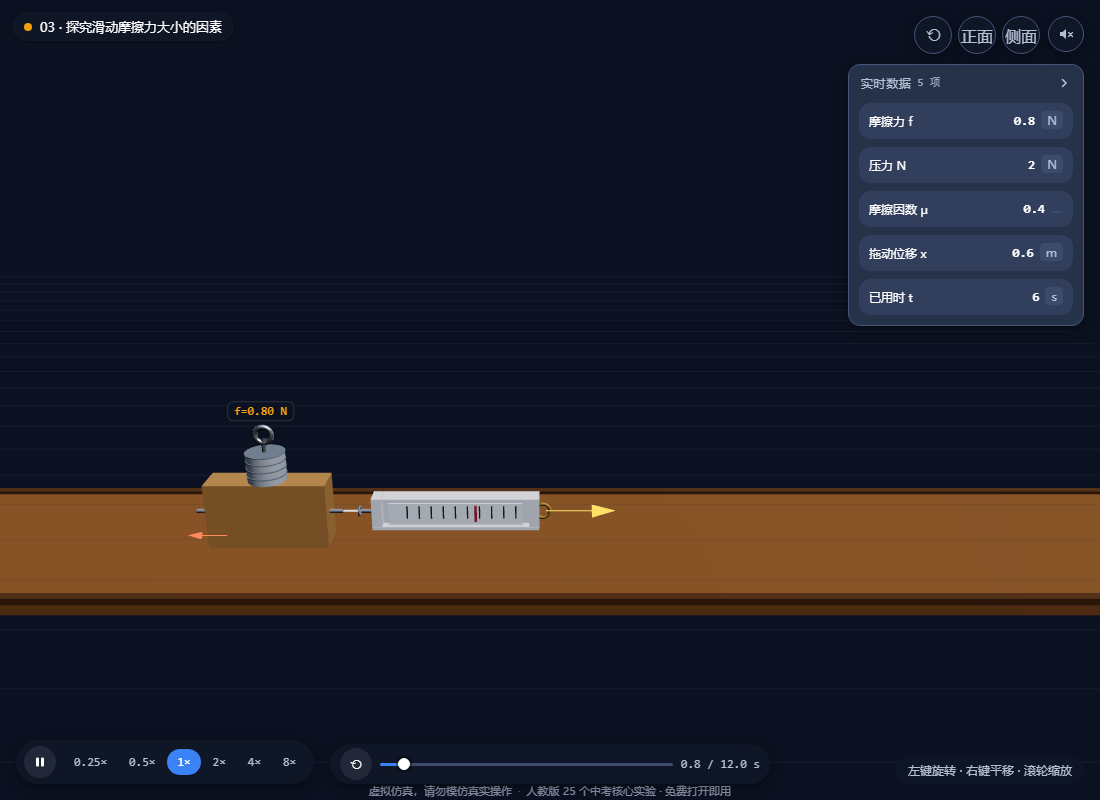 03 · 探究滑动摩擦力大小的因素
正面
侧面
实时数据 5 项
摩擦力 f 0.8 N
压力 N 2 N
摩擦因数 μ 0.4 —
拖动位移 x 0.6 m
已用时 t 6 s
f=0.80 N
0.25× 0.5× 1× 2× 4× 8×
0.8 / 12.0 s
左键旋转 · 右键平移 · 滚轮缩放
虚拟仿真，请勿模仿真实操作 · 人教版 25 个中考核心实验 · 免费打开即用